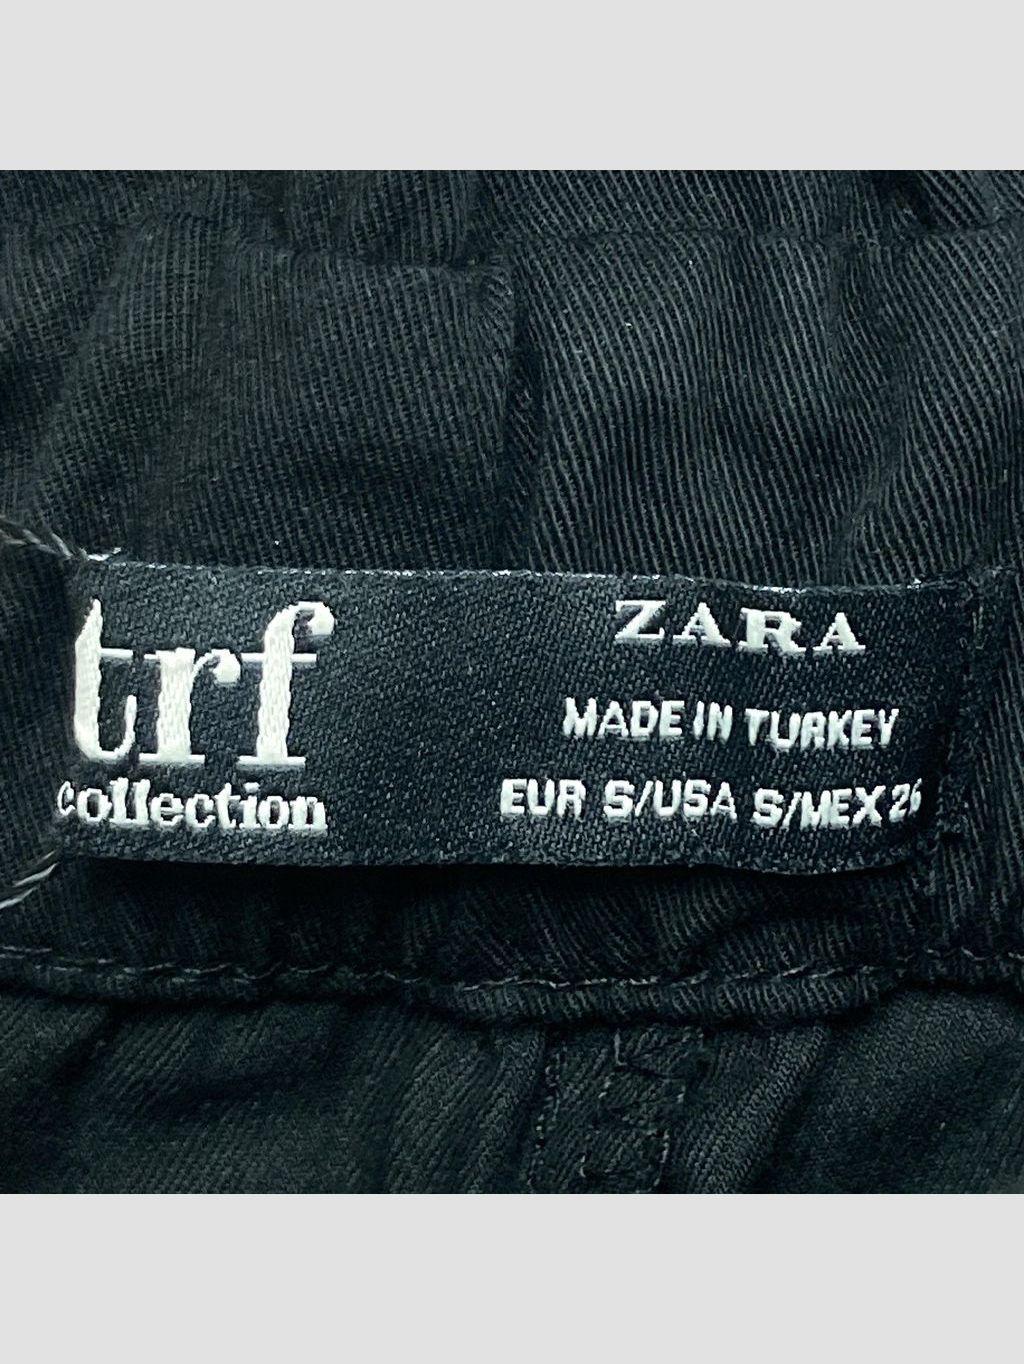 trf
collection
ZARA
MADE IN TURKEY
EUR S/USA S/MEX 26